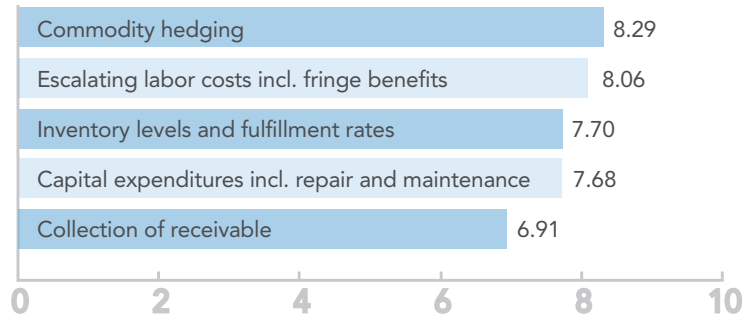 Commodity hedging 8.29
Escalating labor costs incl. fringe benefits 8.06
Inventory levels and fulfillment rates 7.70
Capital expenditures incl. repair and maintenance 7.68
Collection of receivable 6.91
0 2 4 6 8 10